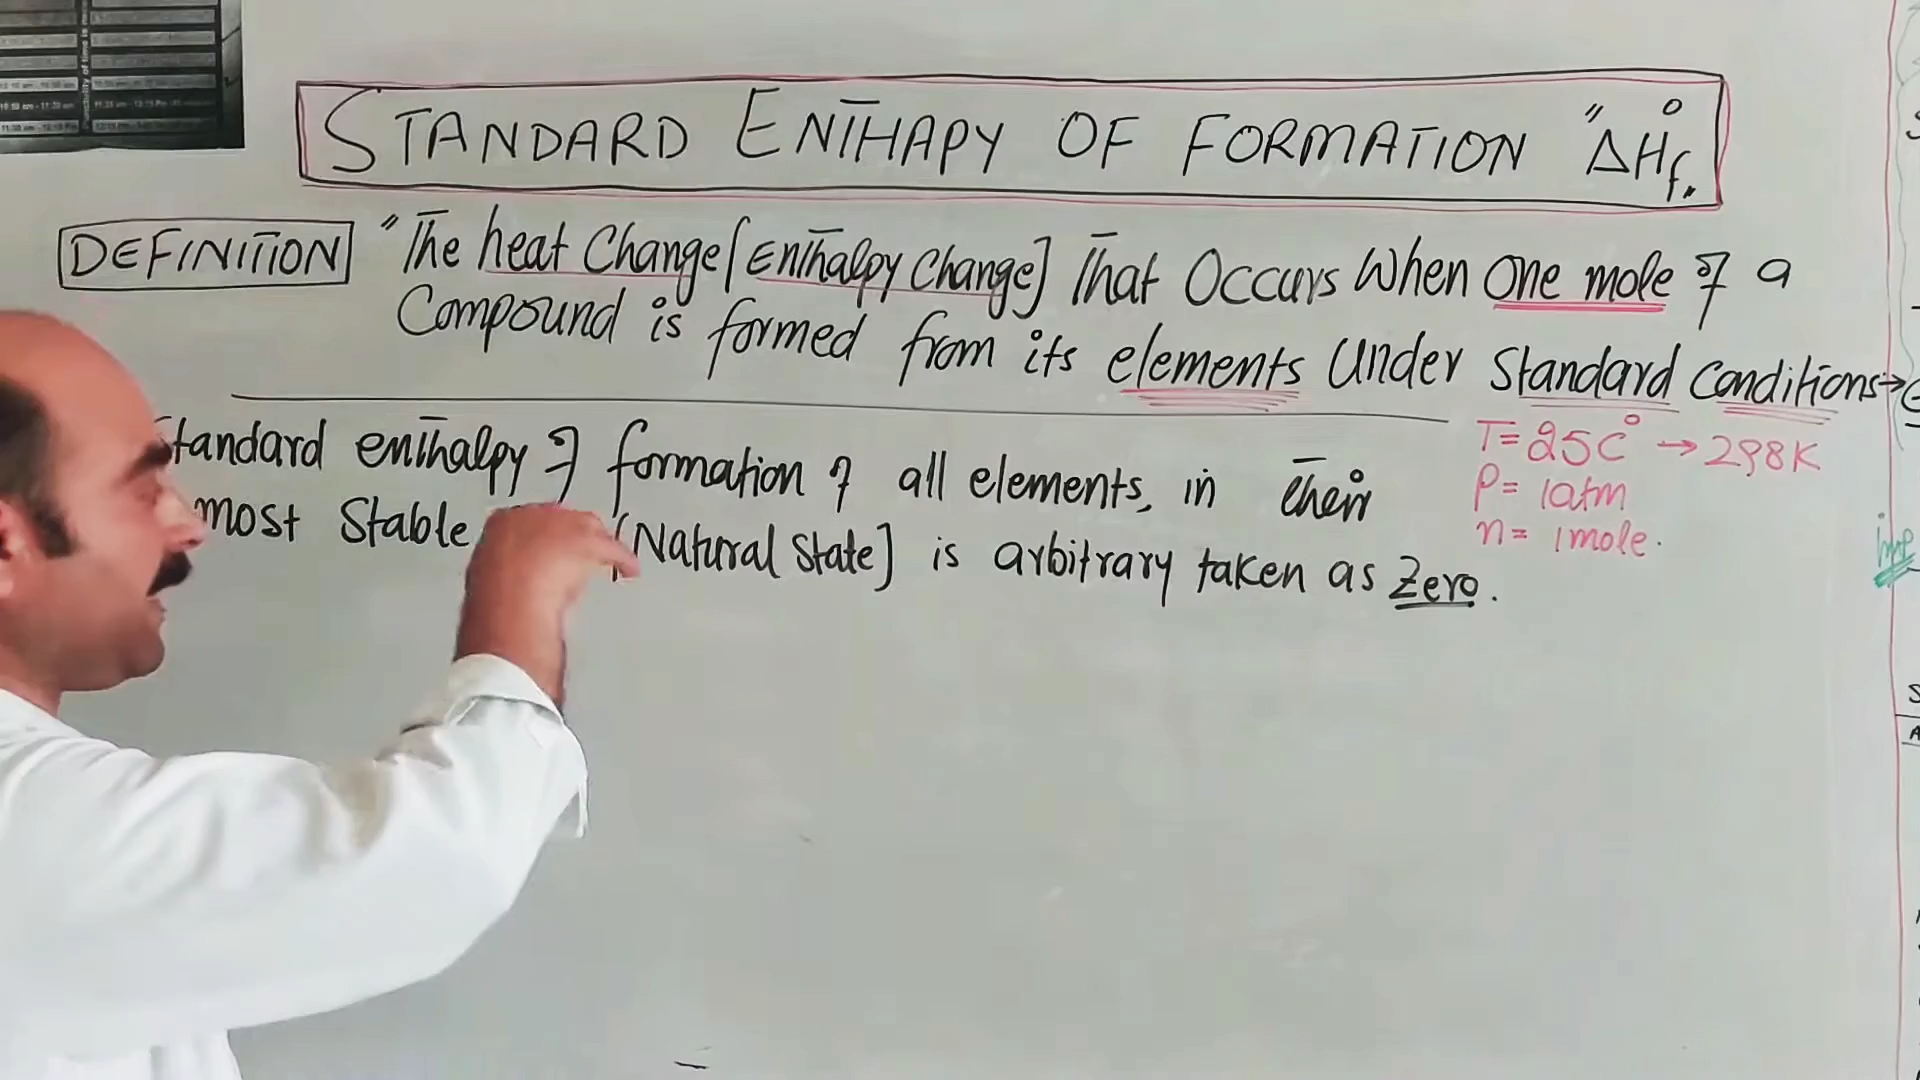 STANDARD ENTHAPY OF FORMATION "ΔH°f"
DEFINITION "The heat Change [Enthalpy Change] That Occurs When One mole of a
Compound is formed from its elements Under Standard Conditions→
Standard enthalpy of formation of all elements, in their
most Stable [Natural State] is arbitrary taken as Zero.
T= 25C° → 298K
P= 1atm
n= 1mole.
imp